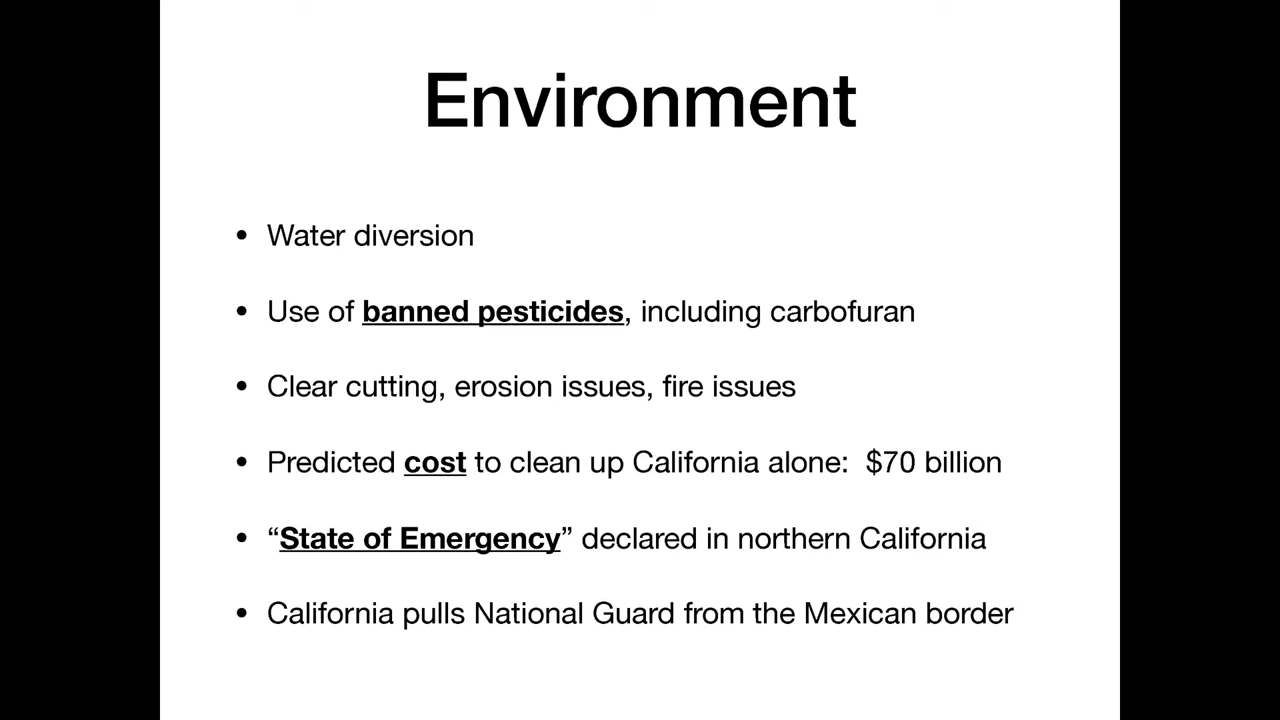 Environment
• Water diversion
• Use of banned pesticides, including carbofuran
• Clear cutting, erosion issues, fire issues
• Predicted cost to clean up California alone:  $70 billion
• “State of Emergency” declared in northern California
• California pulls National Guard from the Mexican border